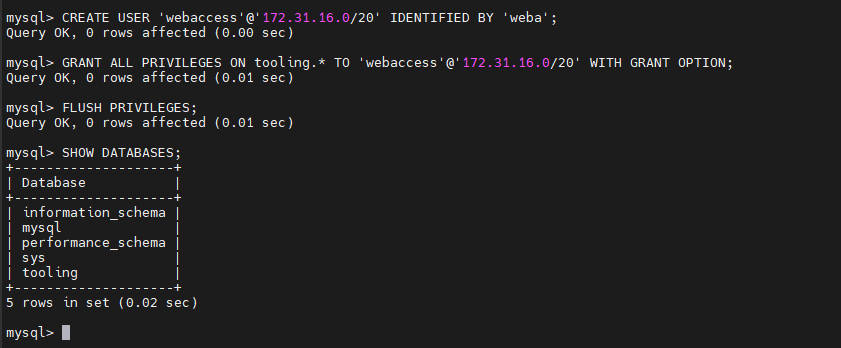 mysql> CREATE USER 'webaccess'@'172.31.16.0/20' IDENTIFIED BY 'weba';
Query OK, 0 rows affected (0.00 sec)

mysql> GRANT ALL PRIVILEGES ON tooling.* TO 'webaccess'@'172.31.16.0/20' WITH GRANT OPTION;
Query OK, 0 rows affected (0.01 sec)

mysql> FLUSH PRIVILEGES;
Query OK, 0 rows affected (0.01 sec)

mysql> SHOW DATABASES;
+--------------------+
| Database           |
+--------------------+
| information_schema |
| mysql              |
| performance_schema |
| sys                |
| tooling            |
+--------------------+
5 rows in set (0.02 sec)

mysql>